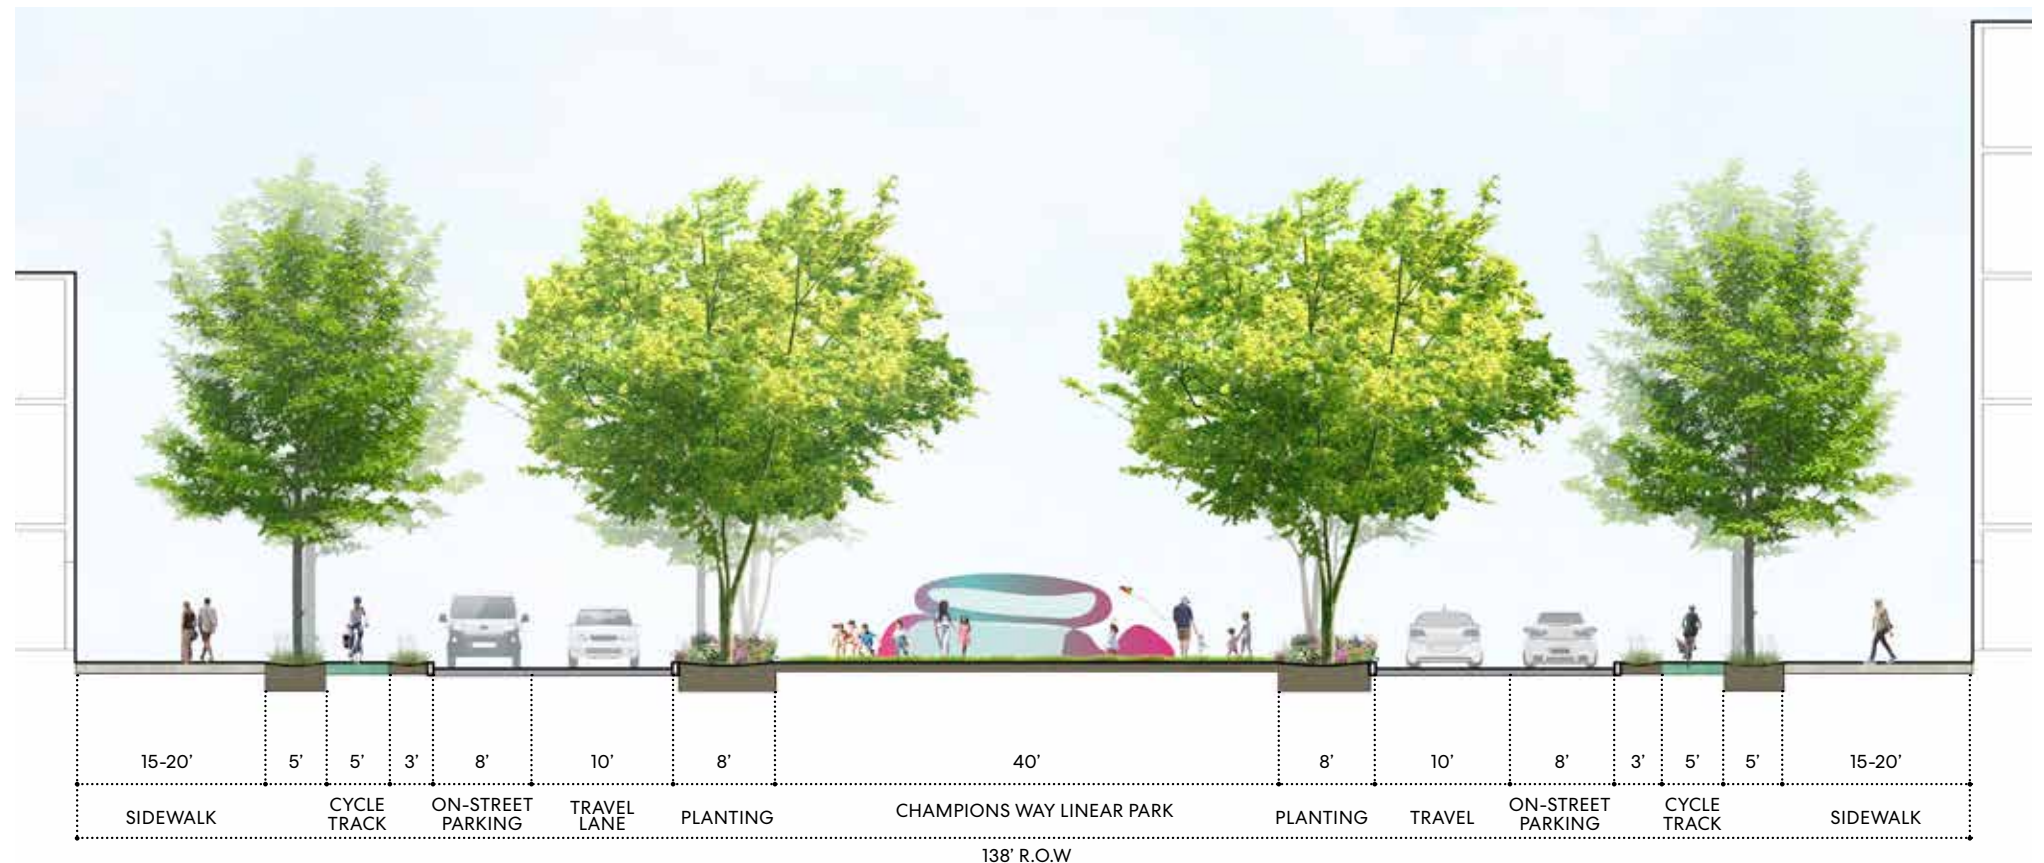 15-20’ 5’ 5’ 3’ 8’ 10’ 8’ 40’ 8’ 10’ 8’ 3’ 5’ 5’ 15-20’
SIDEWALK
CYCLE
TRACK
ON-STREET
PARKING
TRAVEL
LANE
PLANTING
CHAMPIONS WAY LINEAR PARK
PLANTING
TRAVEL
ON-STREET
PARKING
CYCLE
TRACK
SIDEWALK
138’ R.O.W